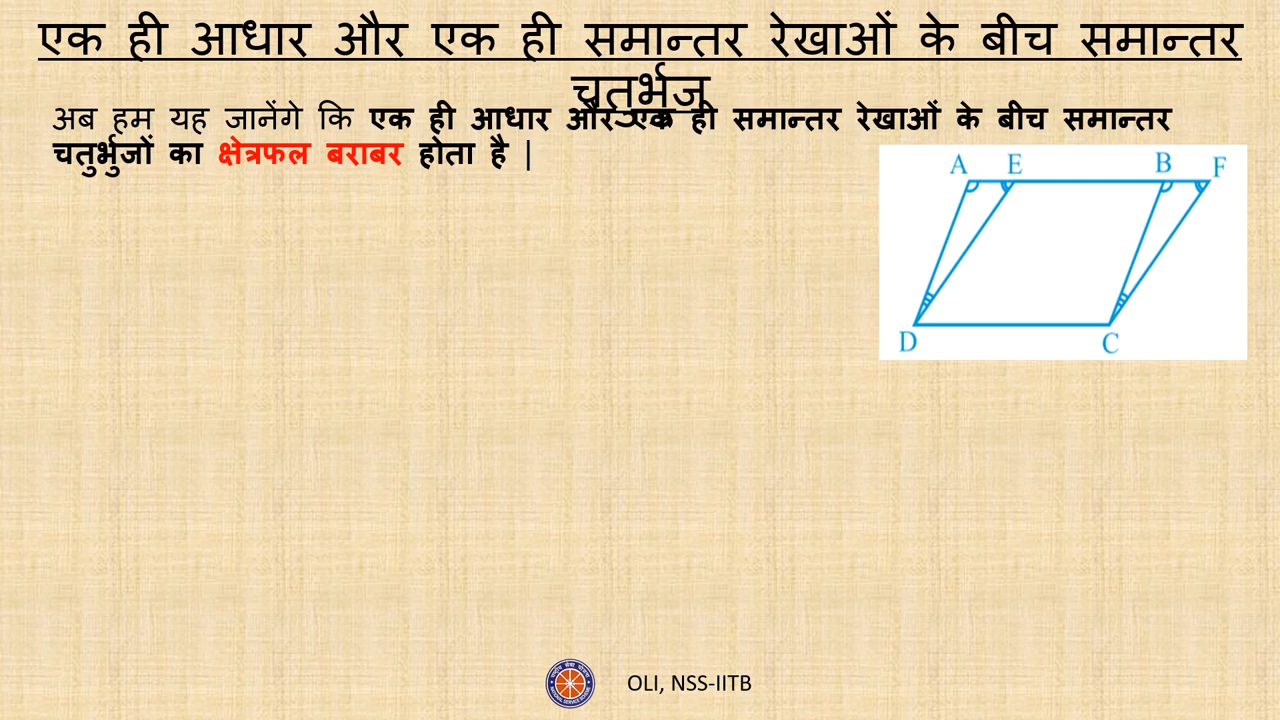 एक ही आधार और एक ही समान्तर रेखाओं के बीच समान्तर
चतुर्भुज
अब हम यह जानेंगे कि एक ही आधार और एक ही समान्तर रेखाओं के बीच समान्तर
चतुर्भुजों का क्षेत्रफल बराबर होता है |
A E B F
D C
OLI, NSS-IITB